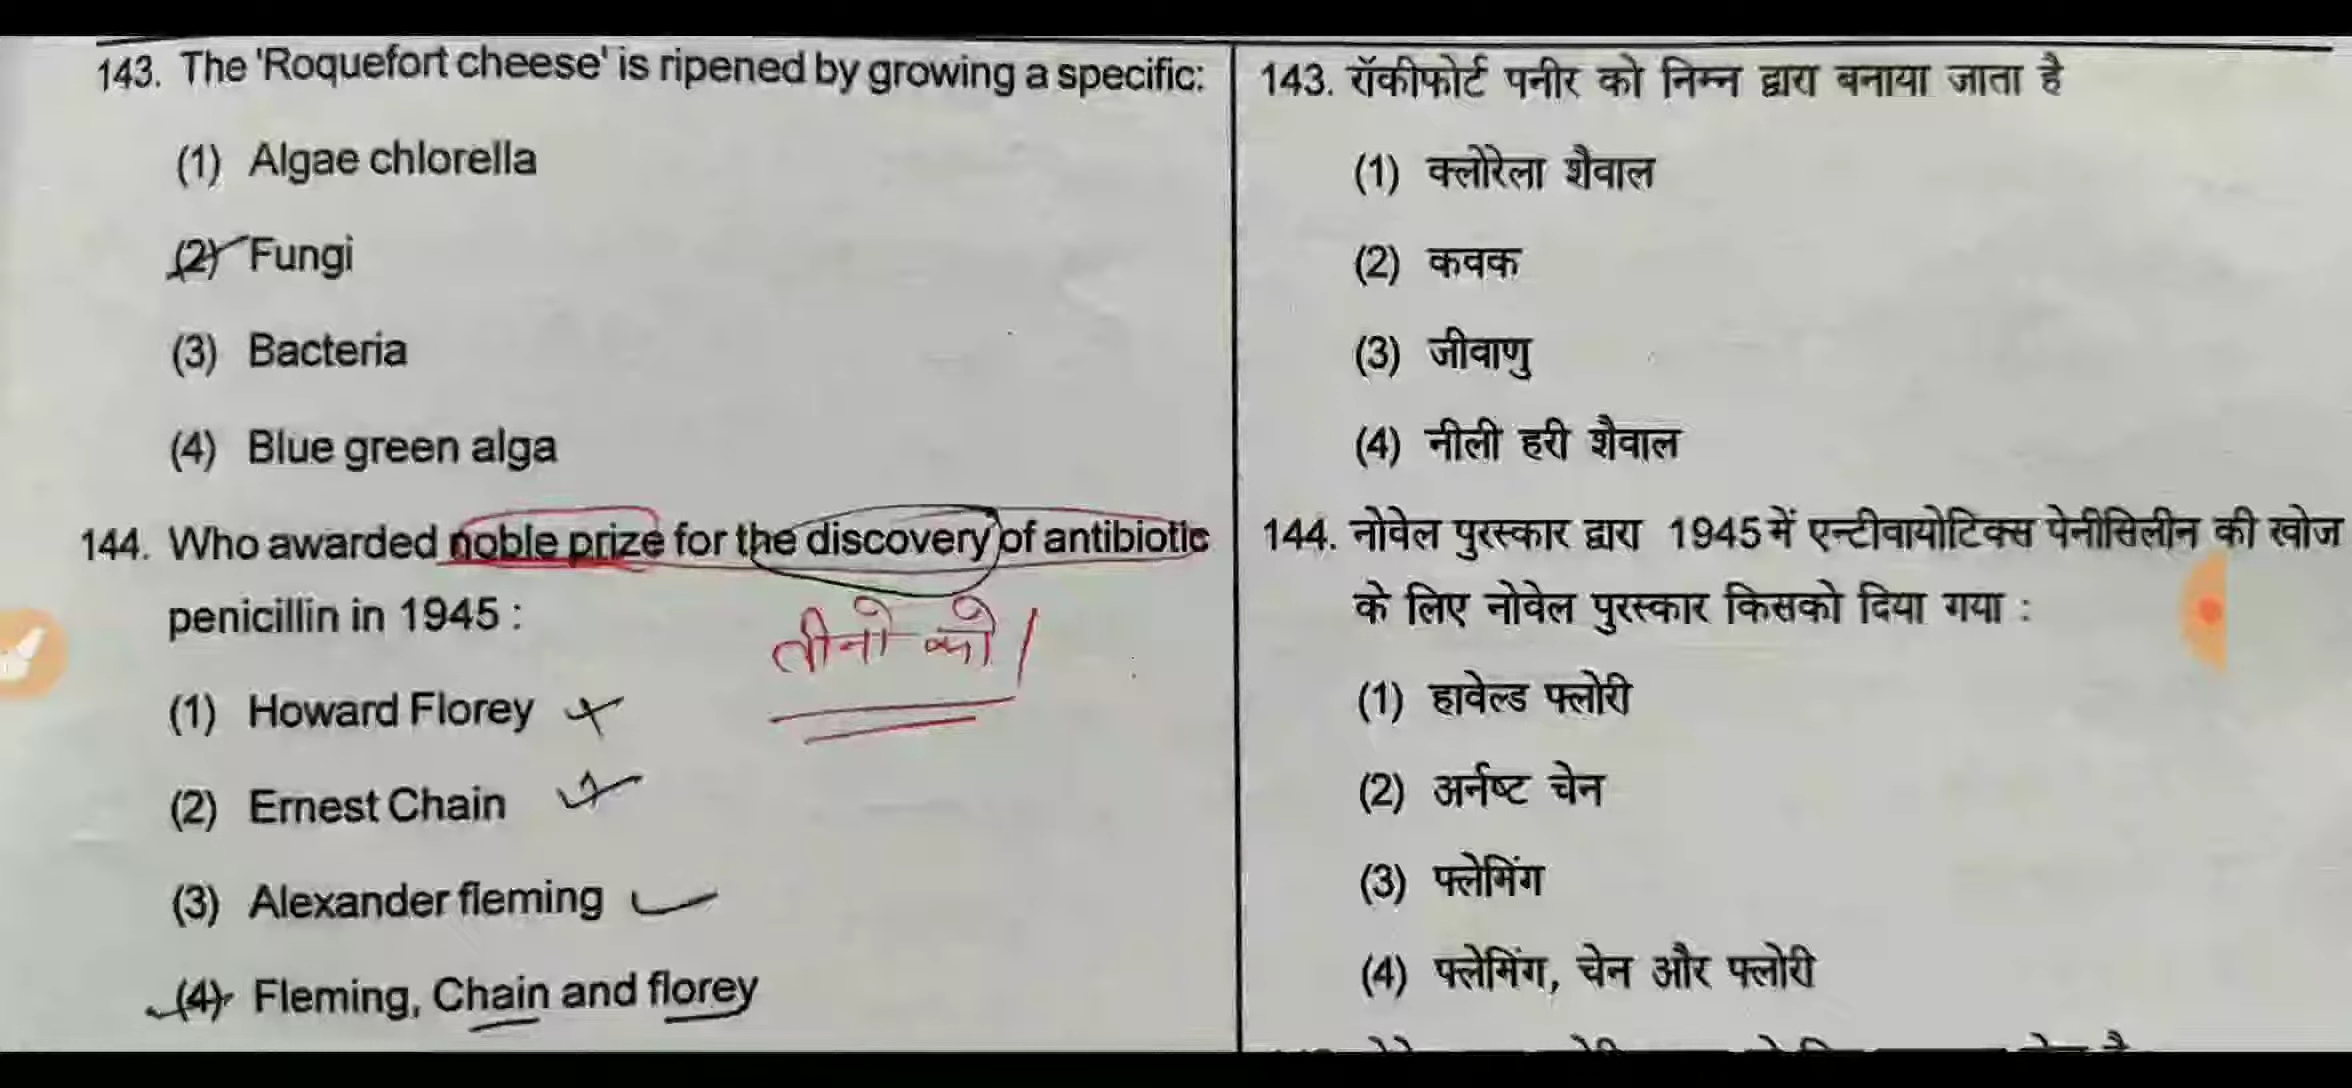 143. The 'Roquefort cheese' is ripened by growing a specific:
(1) Algae chlorella
(2) Fungi
(3) Bacteria
(4) Blue green alga
144. Who awarded noble prize for the discovery of antibiotic
penicillin in 1945 :
तीनो को।
(1) Howard Florey
(2) Ernest Chain
(3) Alexander fleming
(4) Fleming, Chain and florey
143. रॉकीफोर्ट पनीर को निम्न द्वारा बनाया जाता है
(1) क्लोरेला शैवाल
(2) कवक
(3) जीवाणु
(4) नीली हरी शैवाल
144. नोवेल पुरस्कार द्वारा 1945 में एन्टीवायोटिक्स पेनीसिलीन की खोज
के लिए नोवेल पुरस्कार किसको दिया गया :
(1) हावेल्ड फ्लोरी
(2) अर्नष्ट चेन
(3) फ्लेमिंग
(4) फ्लेमिंग, चेन और फ्लोरी